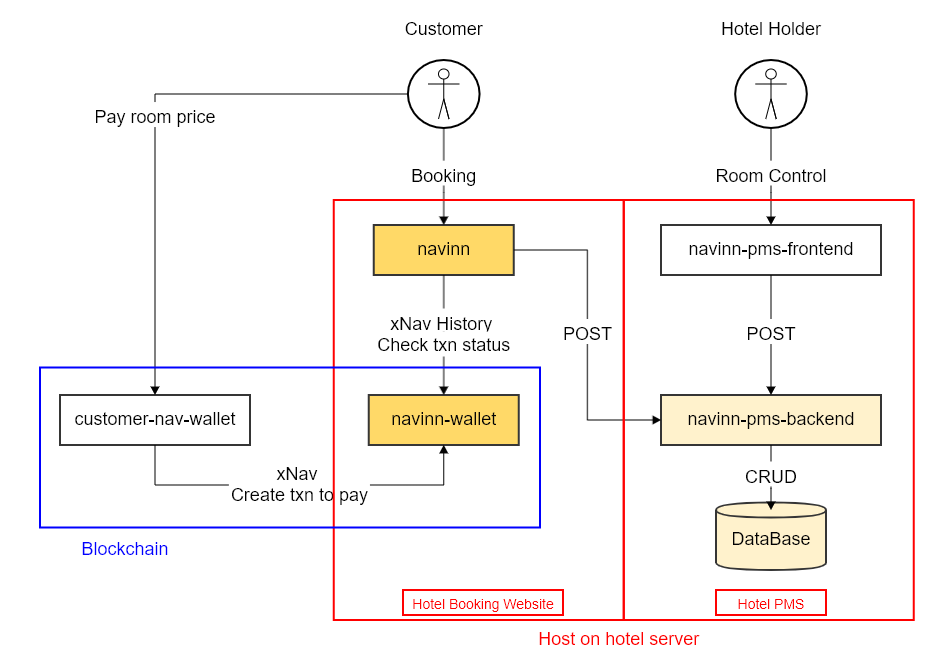 Customer
Hotel Holder
Pay room price
Booking
Room Control
navinn
navinn-pms-frontend
xNav History
Check txn status
POST
POST
customer-nav-wallet
navinn-wallet
navinn-pms-backend
xNav
Create txn to pay
CRUD
DataBase
Blockchain
Hotel Booking Website
Hotel PMS
Host on hotel server